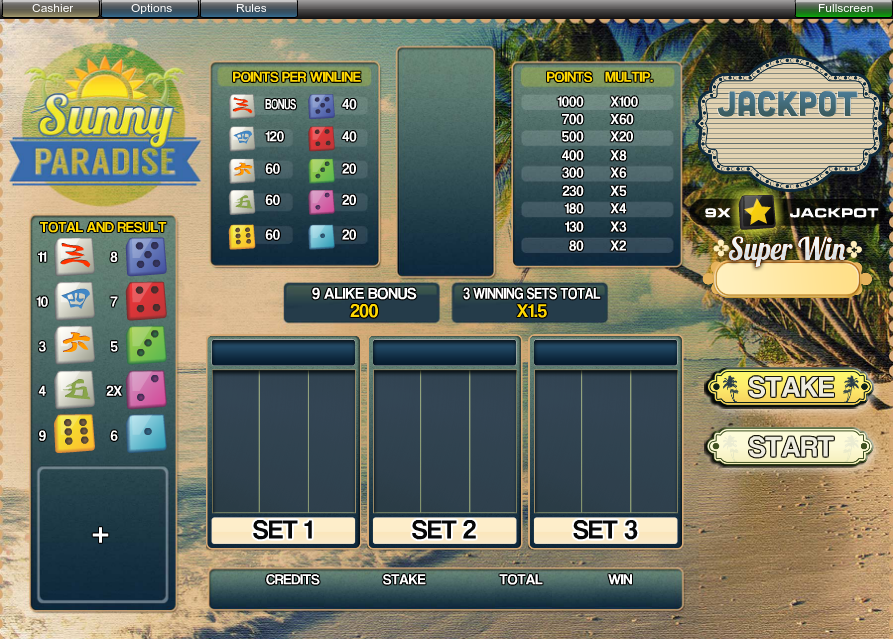 Cashier
Options
Rules
Fullscreen
Sunny
PARADISE
POINTS PER WINLINE
BONUS 40
120 40
60 20
60 20
60 20
POINTS MULTIP.
1000 X100
700 X60
500 X20
400 X8
300 X6
230 X5
180 X4
130 X3
80 X2
JACKPOT
9X JACKPOT
Super Win
TOTAL AND RESULT
11 8
10 7
3 5
4 2X
9 6
+
9 ALIKE BONUS
200
3 WINNING SETS TOTAL
X1.5
SET 1
SET 2
SET 3
STAKE
START
CREDITS STAKE TOTAL WIN